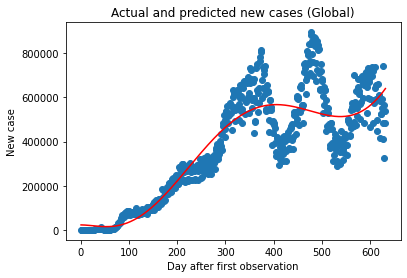 Actual and predicted new cases (Global)
800000
600000
400000
200000
0
New case
0 100 200 300 400 500 600
Day after first observation